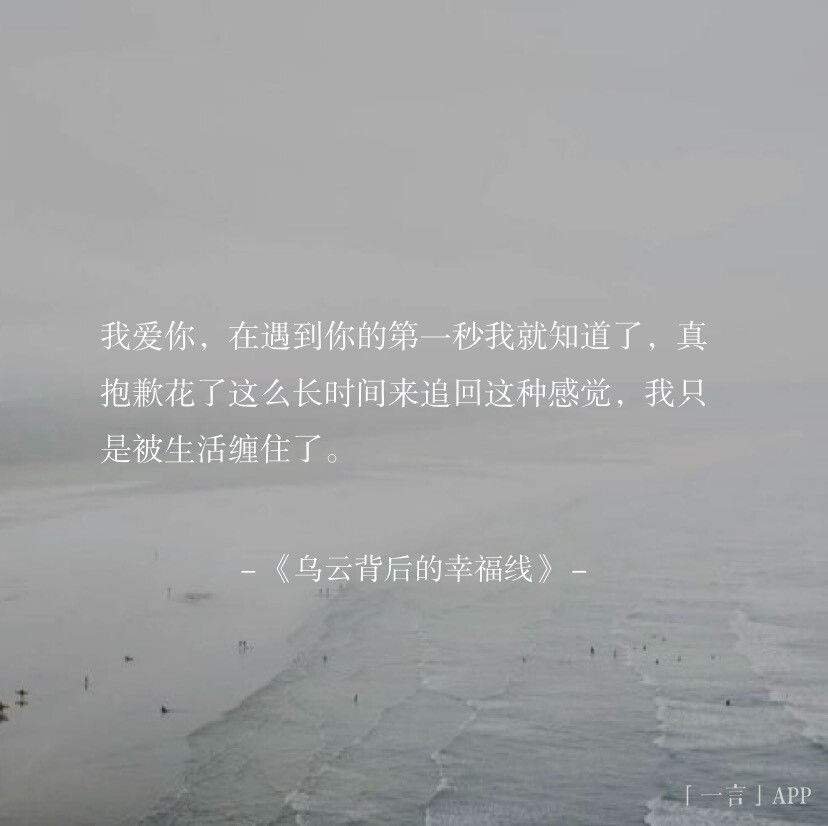 我爱你，在遇到你的第一秒我就知道了，真
抱歉花了这么长时间来追回这种感觉，我只
是被生活缠住了。
–《乌云背后的幸福线》–
「一言」APP